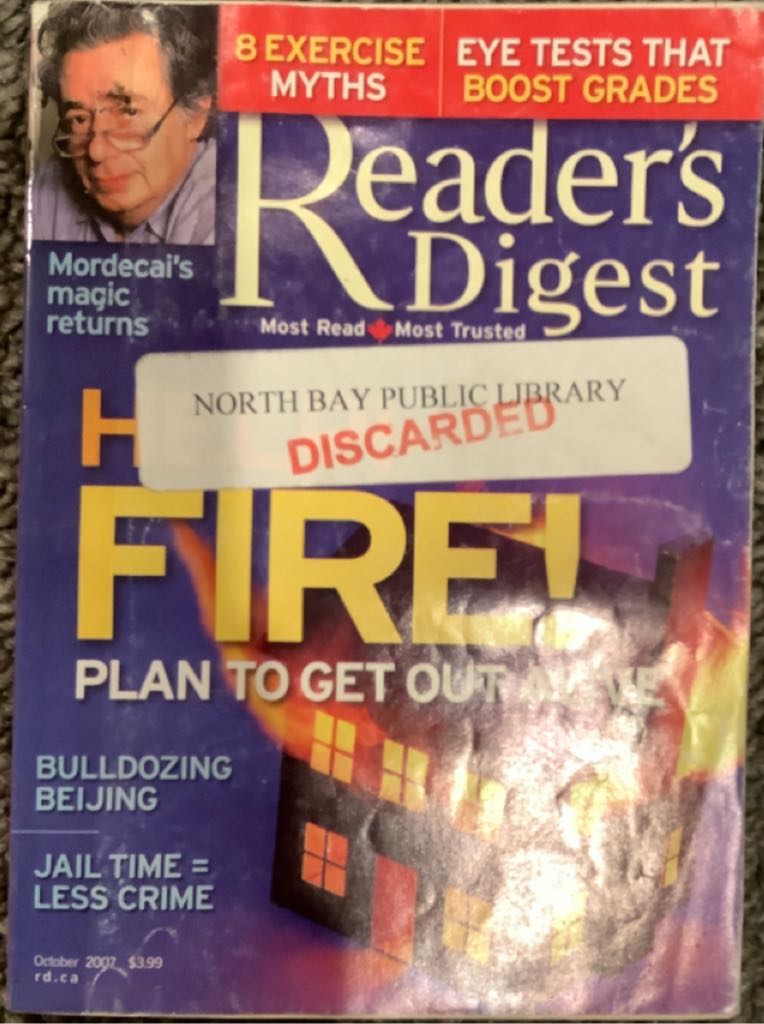 8 EXERCISE
MYTHS
EYE TESTS THAT
BOOST GRADES
Reader's
Digest
Most Read Most Trusted
Mordecai's
magic
returns
NORTH BAY PUBLIC LIBRARY
DISCARDED
FIRE!
PLAN TO GET OUT ALIVE
BULLDOZING
BEIJING
JAIL TIME =
LESS CRIME
October 2007 $3.99
rd.ca